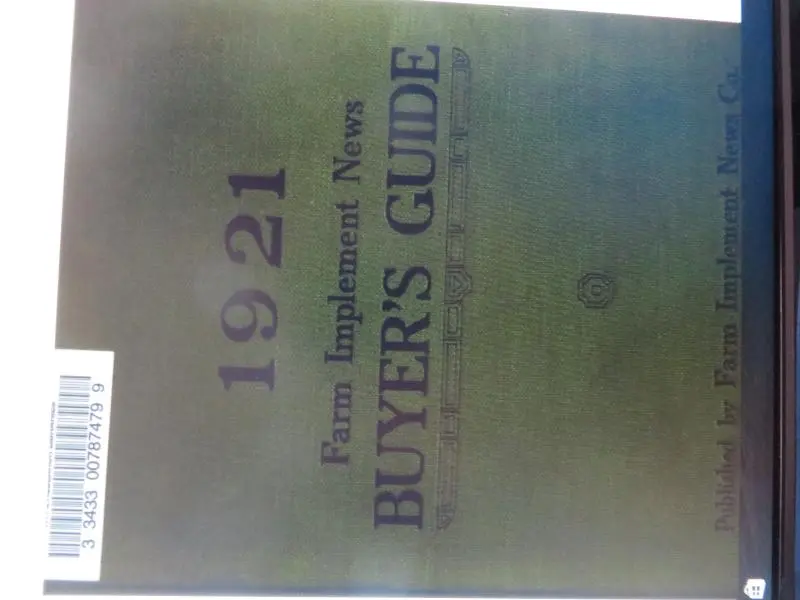 3 3433 00787479 9
1921
Farm Implement News
BUYER'S GUIDE
Published by Farm Implement News Co.